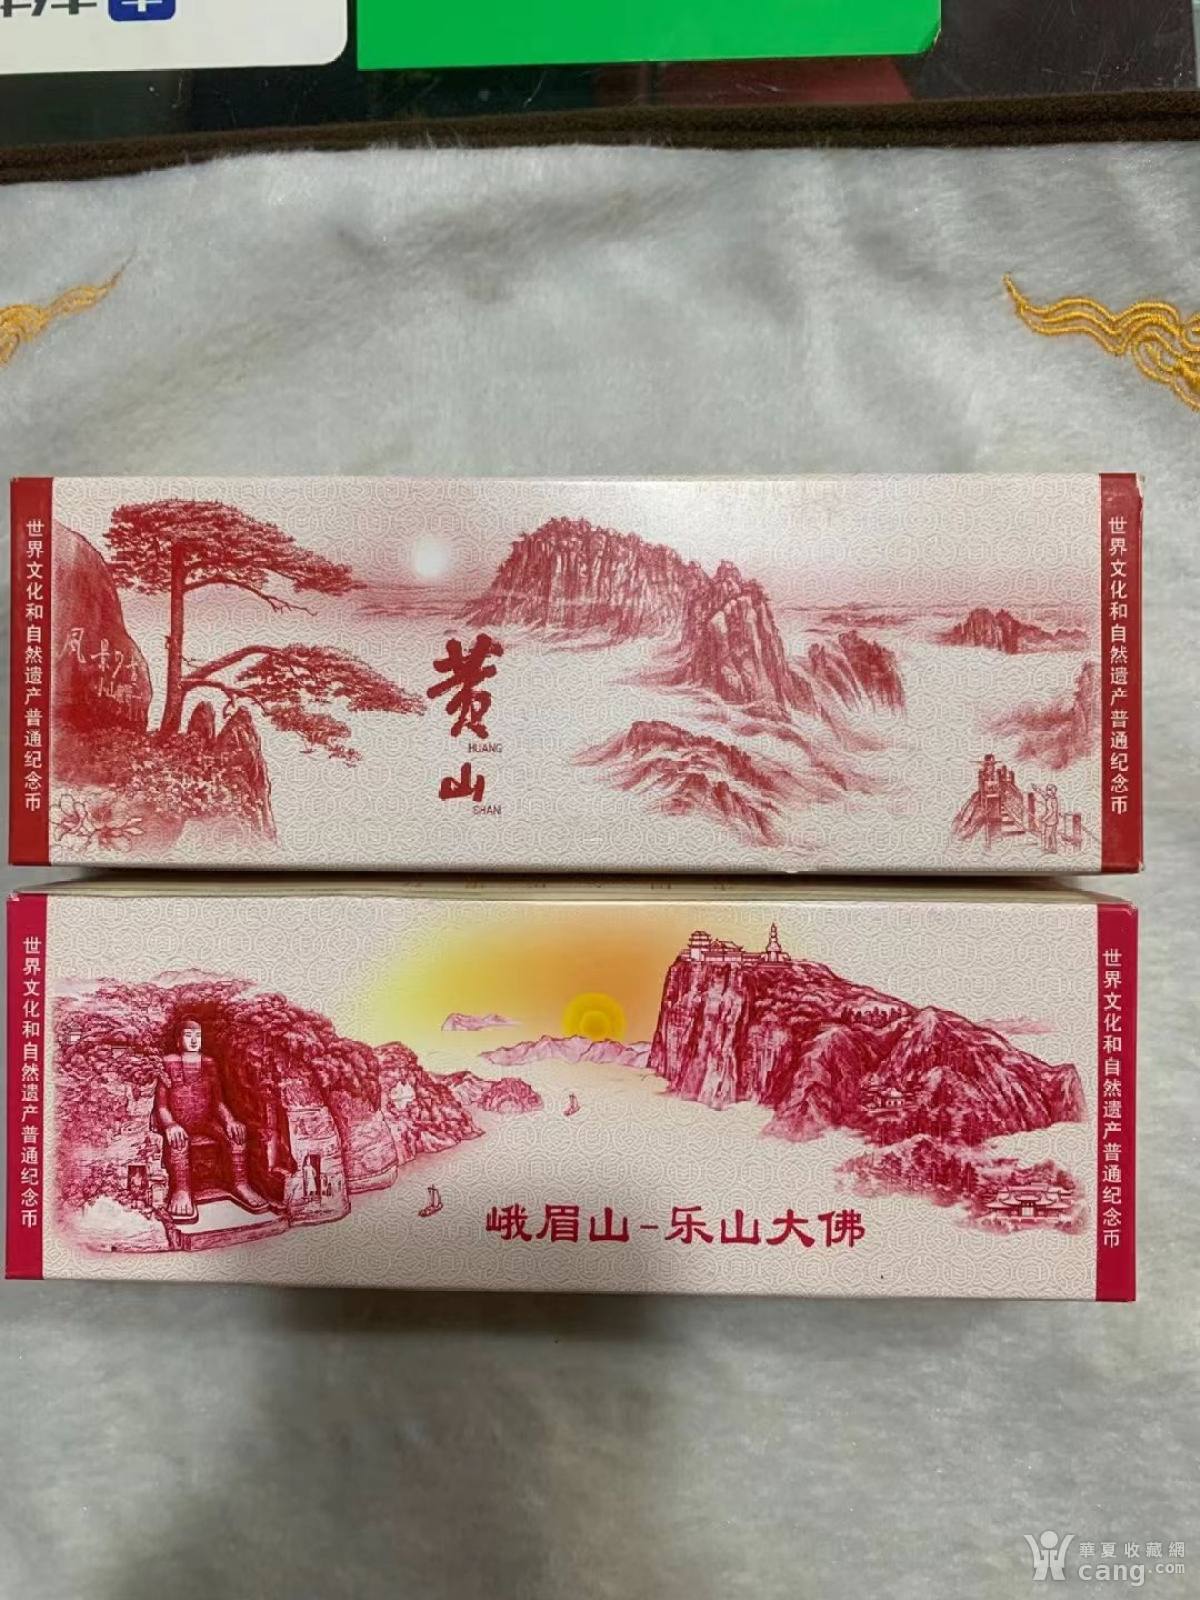 世界文化和自然遗产普通纪念币
黄
HUANG
山
SHAN
世界文化和自然遗产普通纪念币
世界文化和自然遗产普通纪念币
峨眉山-乐山大佛
世界文化和自然遗产普通纪念币
華夏收藏網
cang.com